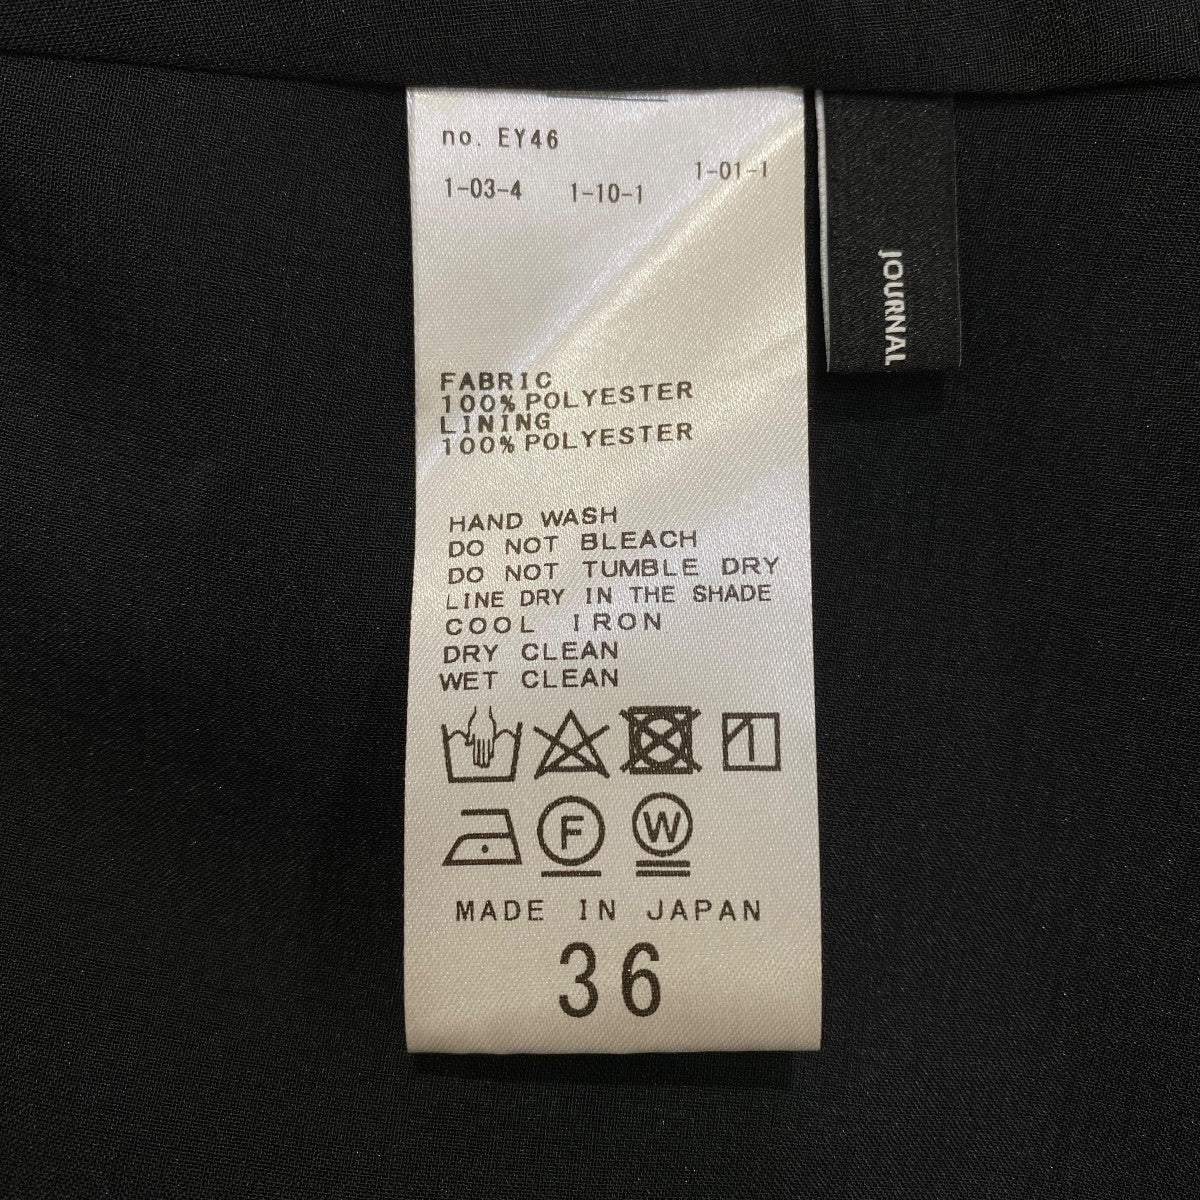 no. EY46
1-01-1
1-03-4 1-10-1
JOURNAL
FABRIC
100% POLYESTER
LINING
100% POLYESTER
HAND WASH
DO NOT BLEACH
DO NOT TUMBLE DRY
LINE DRY IN THE SHADE
COOL IRON
DRY CLEAN
WET CLEAN
F W
MADE IN JAPAN
36